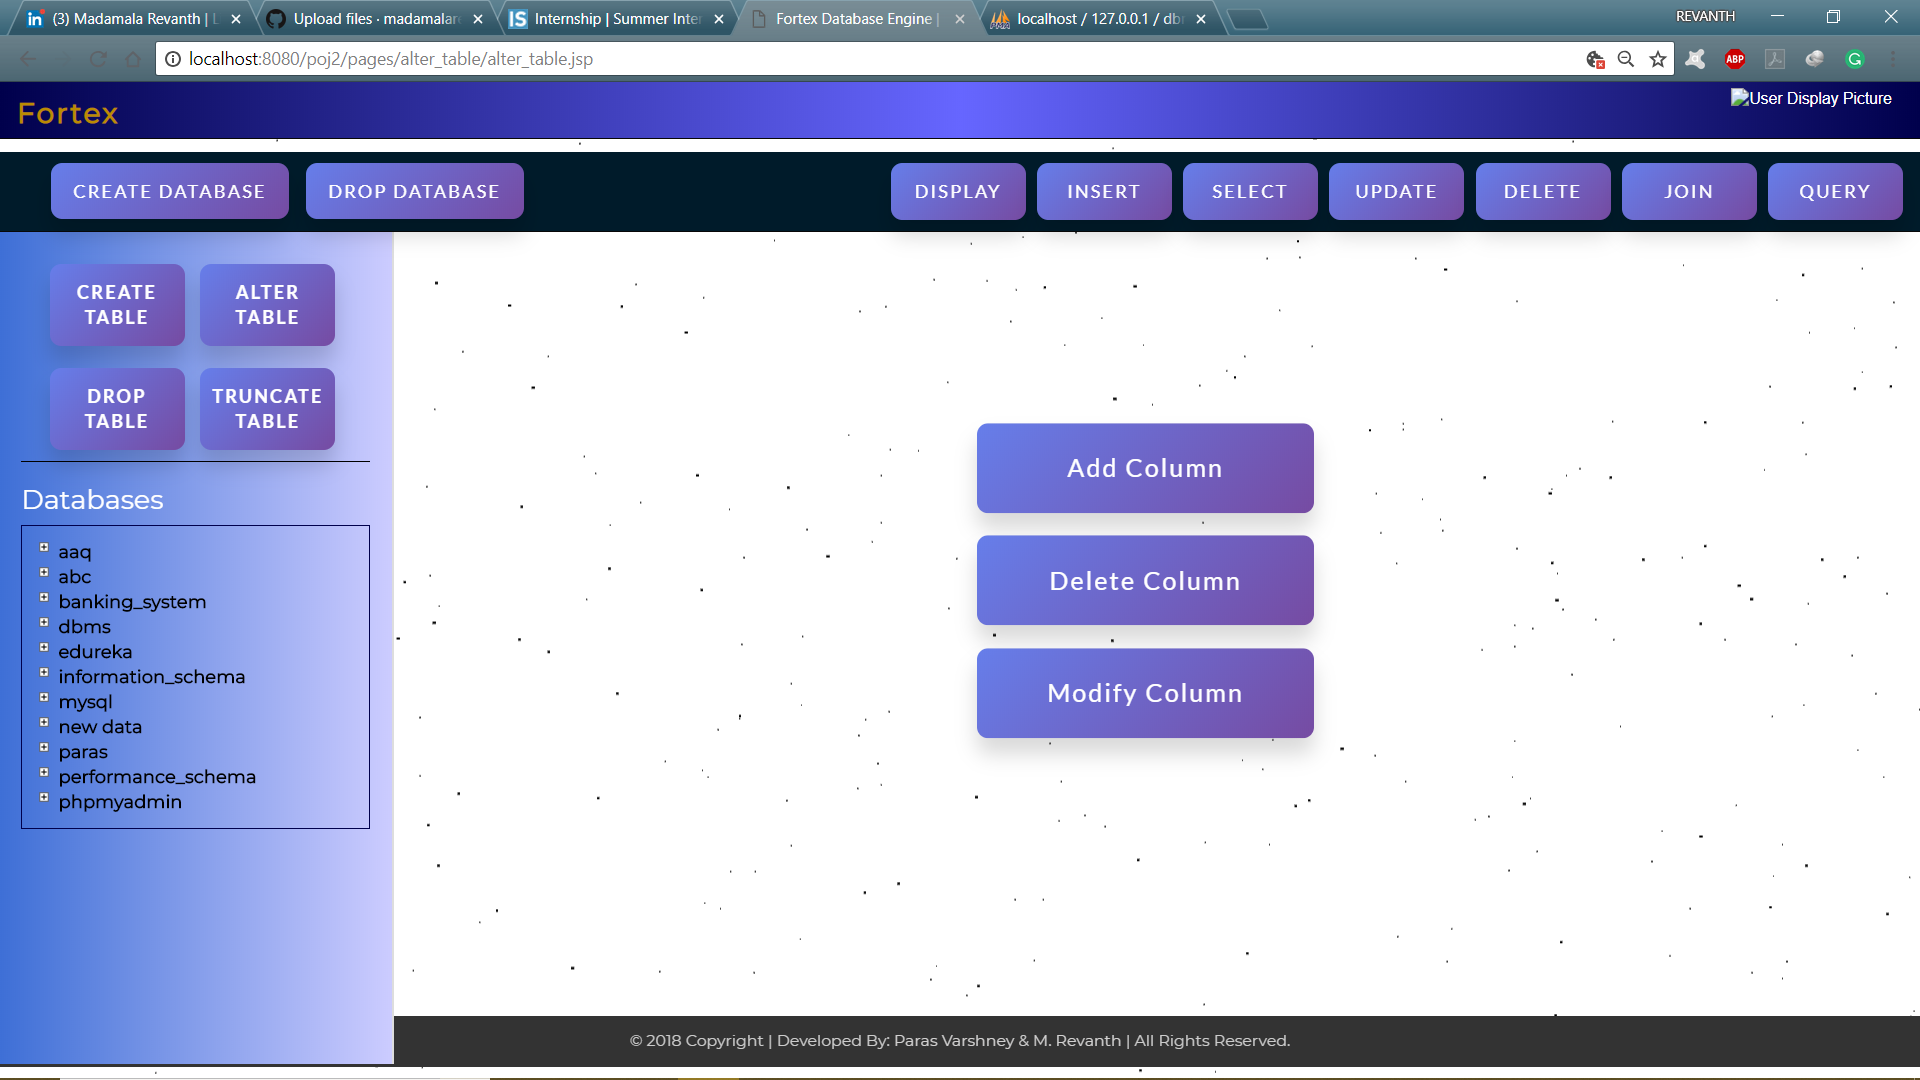 (3) Madamala Revanth | L
Upload files · madamalare
Internship | Summer Inter
Fortex Database Engine |
localhost / 127.0.0.1 / dbr
REVANTH
localhost:8080/poj2/pages/alter_table/alter_table.jsp
ABP
Fortex
User Display Picture
CREATE DATABASE
DROP DATABASE
DISPLAY
INSERT
SELECT
UPDATE
DELETE
JOIN
QUERY
CREATE
TABLE
ALTER
TABLE
DROP
TABLE
TRUNCATE
TABLE
Databases
aaq
abc
banking_system
dbms
edureka
information_schema
mysql
new data
paras
performance_schema
phpmyadmin
Add Column
Delete Column
Modify Column
© 2018 Copyright | Developed By: Paras Varshney & M. Revanth | All Rights Reserved.